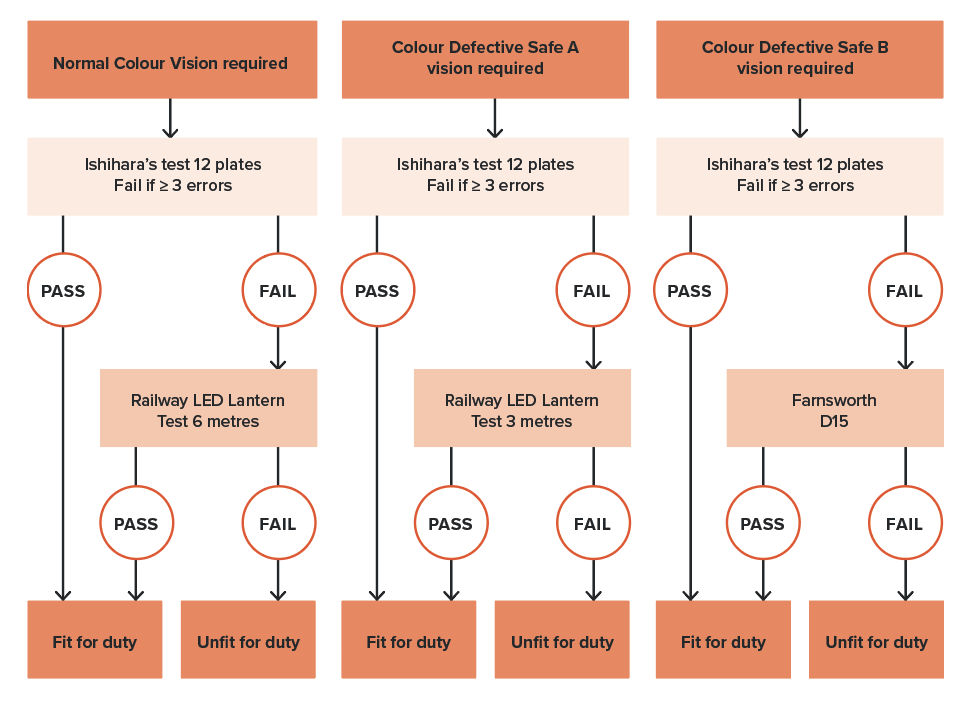 Normal Colour Vision required
Colour Defective Safe A
vision required
Colour Defective Safe B
vision required
Ishihara's test 12 plates
Fail if ≥ 3 errors
Ishihara's test 12 plates
Fail if ≥ 3 errors
Ishihara's test 12 plates
Fail if ≥ 3 errors
PASS
FAIL
PASS
FAIL
PASS
FAIL
Railway LED Lantern
Test 6 metres
Railway LED Lantern
Test 3 metres
Farnsworth
D15
PASS
FAIL
PASS
FAIL
PASS
FAIL
Fit for duty
Unfit for duty
Fit for duty
Unfit for duty
Fit for duty
Unfit for duty